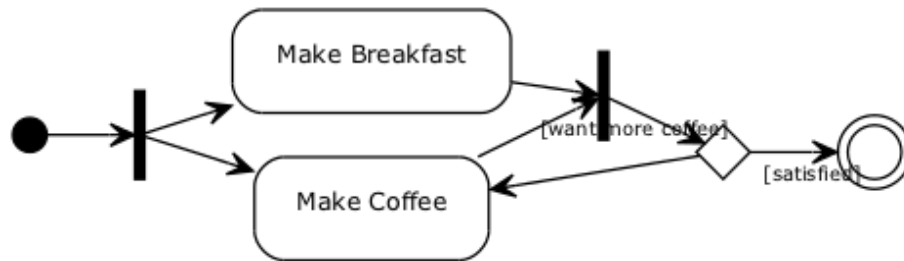 Make Breakfast
[want more coffee]
[satisfied]
Make Coffee